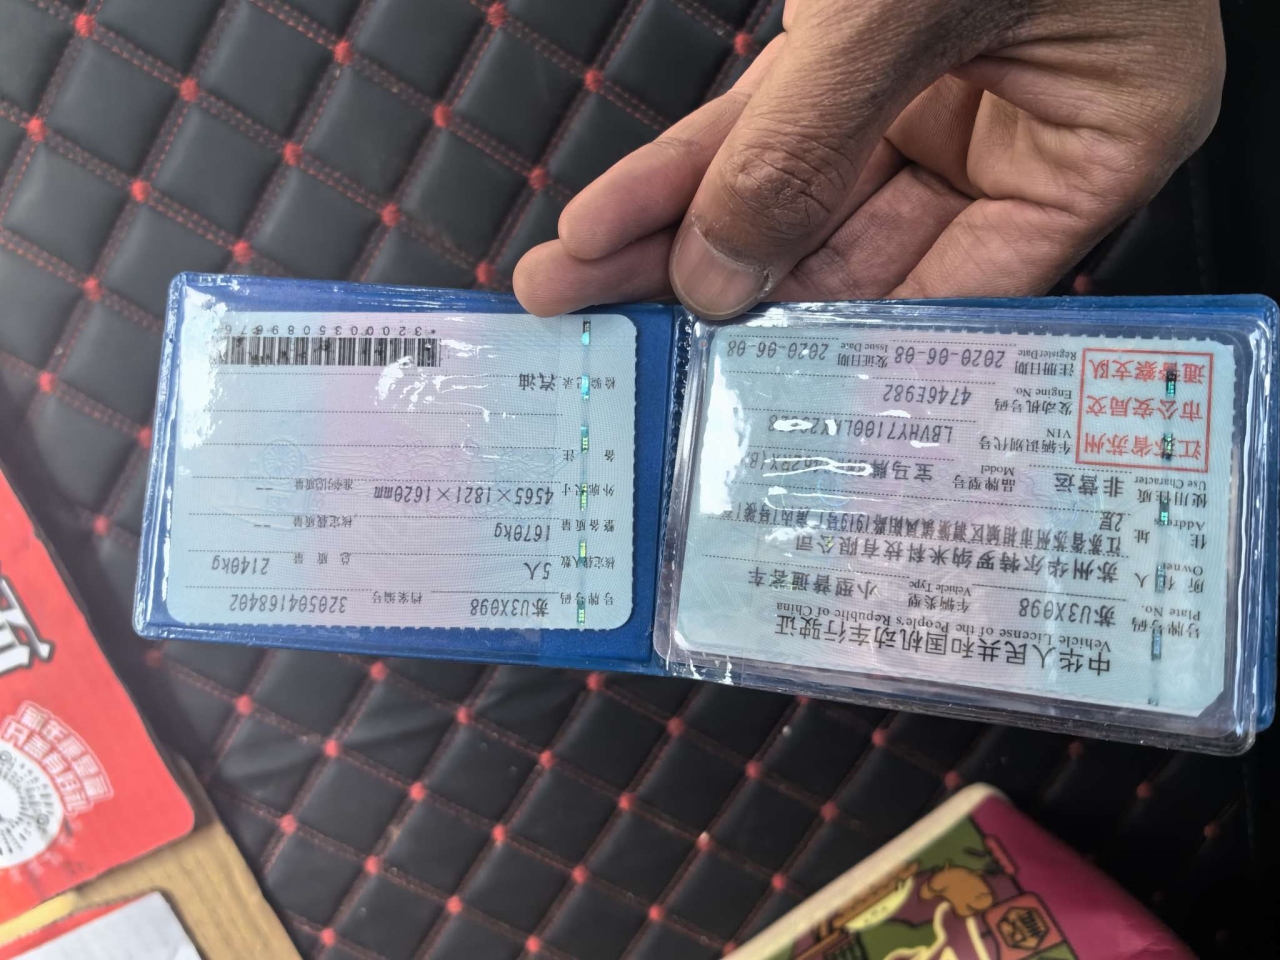 中华人民共和国机动车行驶证
Vehicle License of the People's Republic of China
号牌号码 Plate No. 苏U3X098 车辆类型 Vehicle Type 小型普通客车
所有人 Owner 苏州华尔特罗纳米科技有限公司
住址 Address 江苏省苏州市相城区
2层
使用性质 Use Character 非营运 品牌型号 Model 宝马牌
车辆识别代号 VIN
发动机号码 Engine No. 4746E982
注册日期 Register Date 2020-06-08 发证日期 Issue Date 2020-06-08
江苏省苏州
市公安局交
通警察支队
号牌号码 苏U3X098 档案编号 320504168402
核定载人数 5人 总质量 2140kg
整备质量 1670kg 核定载质量 --
外廓尺寸 4565×1821×1620mm 准牵引总质量 --
备注
检验记录 汽油